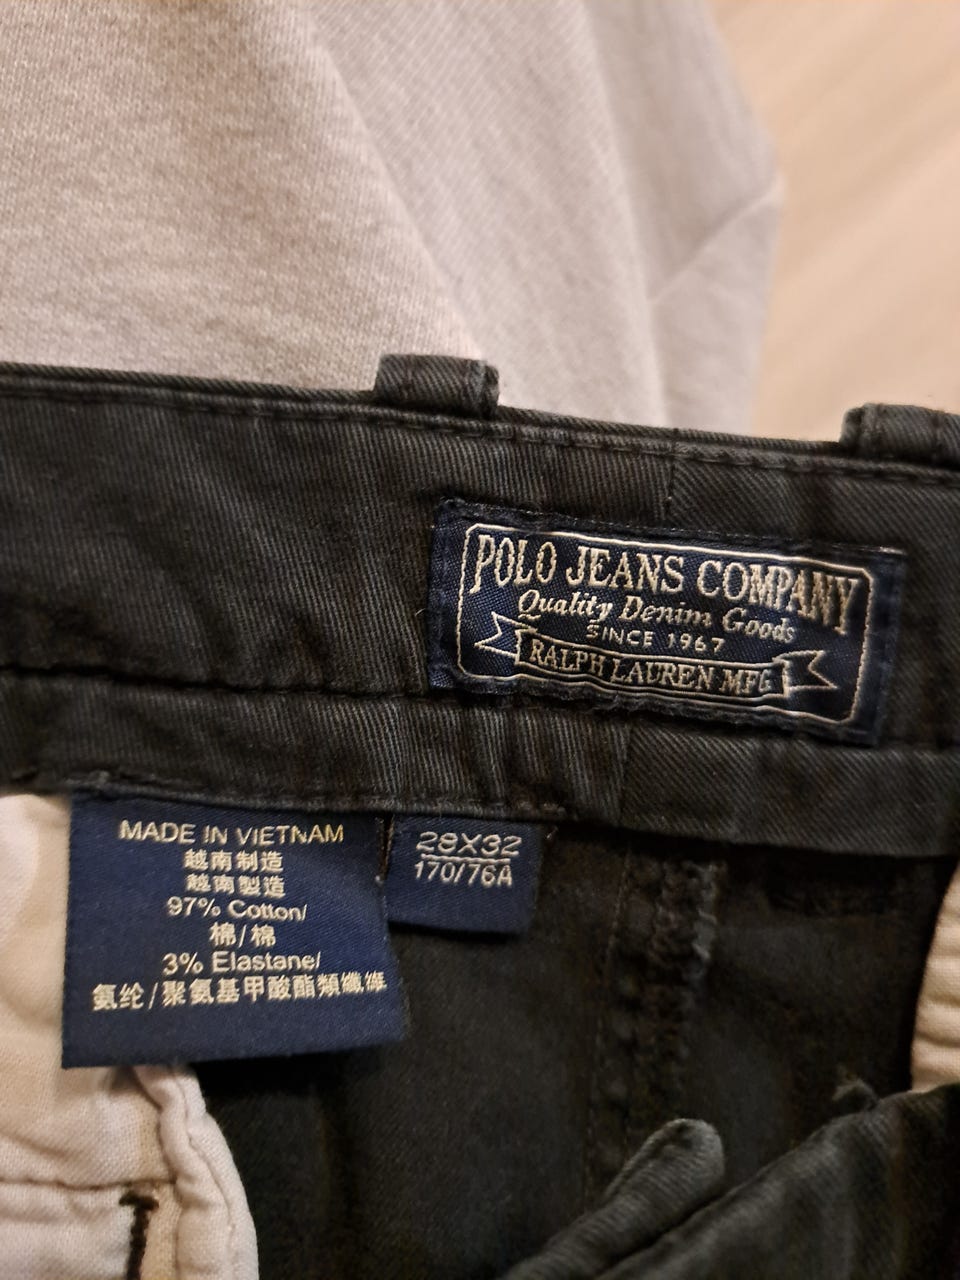 POLO JEANS COMPANY
Quality Denim Goods
SINCE 1967
RALPH LAUREN MFG
MADE IN VIETNAM
越南制造
越南製造
97% Cotton/
棉/棉
3% Elastane/
氨纶/聚氨基甲酸酯類纖維
28X32
170/76A